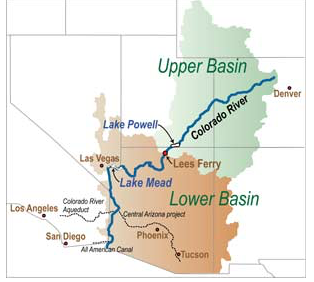 Upper Basin
Denver
Colorado River
Lake Powell
Las Vegas
Lees Ferry
Lake Mead
Lower Basin
Colorado River
Aqueduct
Los Angeles
Central Arizona project
San Diego
Phoenix
All American Canal
Tucson